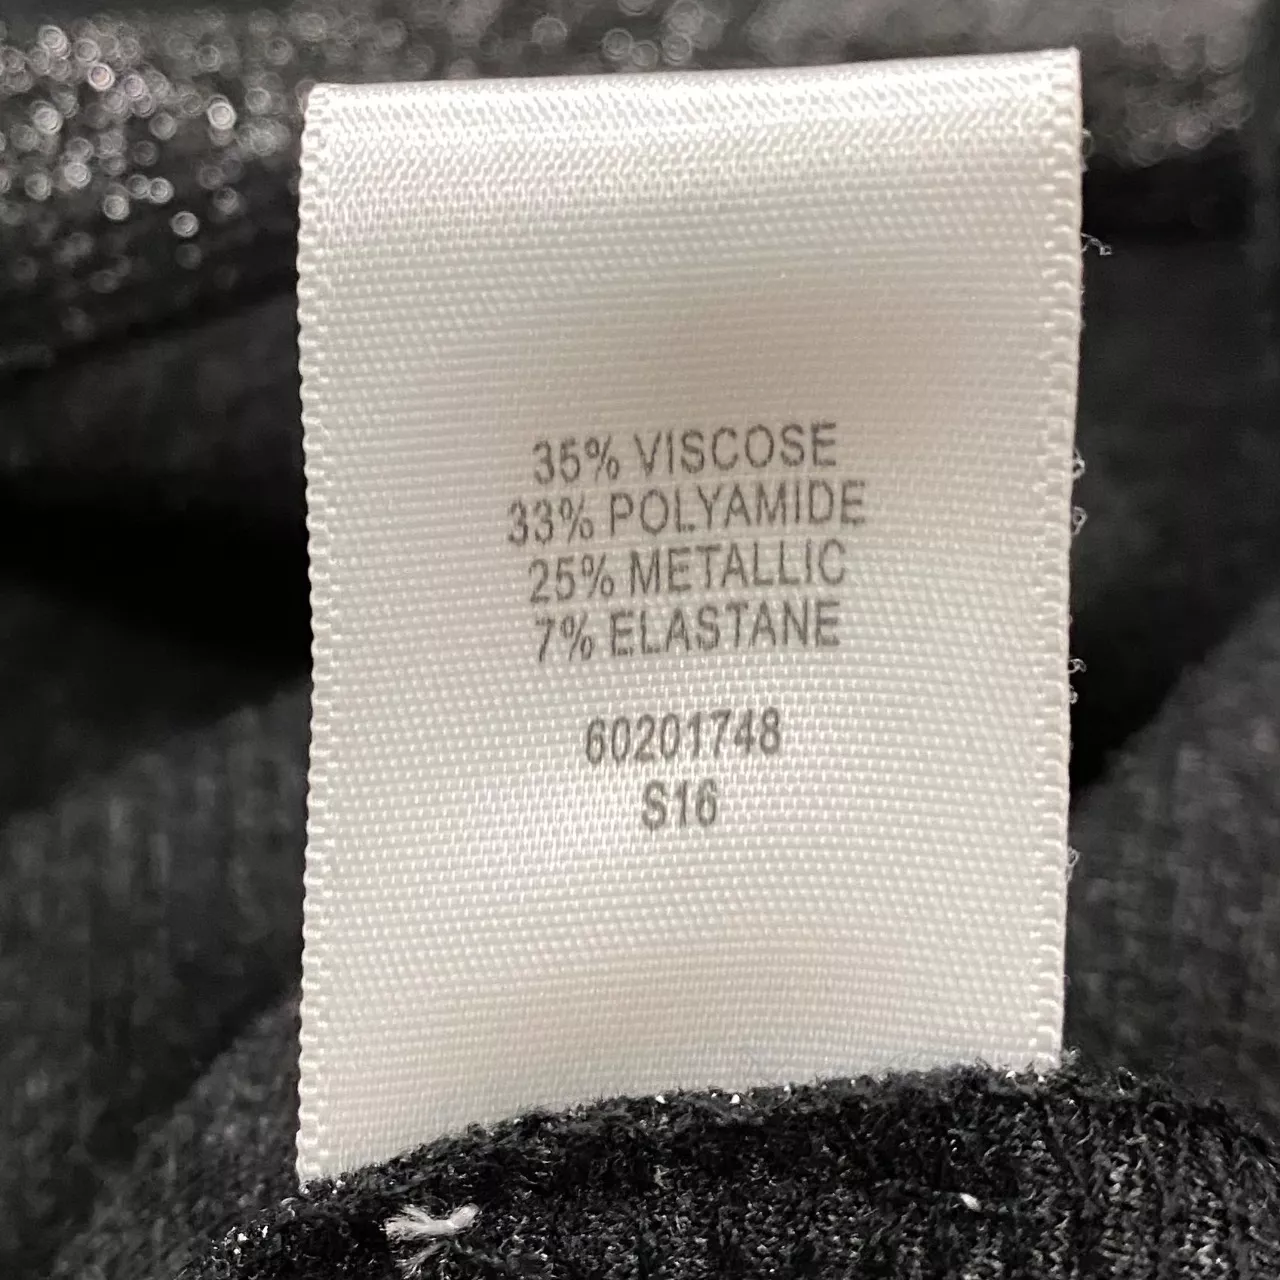 35% VISCOSE
33% POLYAMIDE
25% METALLIC
7% ELASTANE
60201748
S16